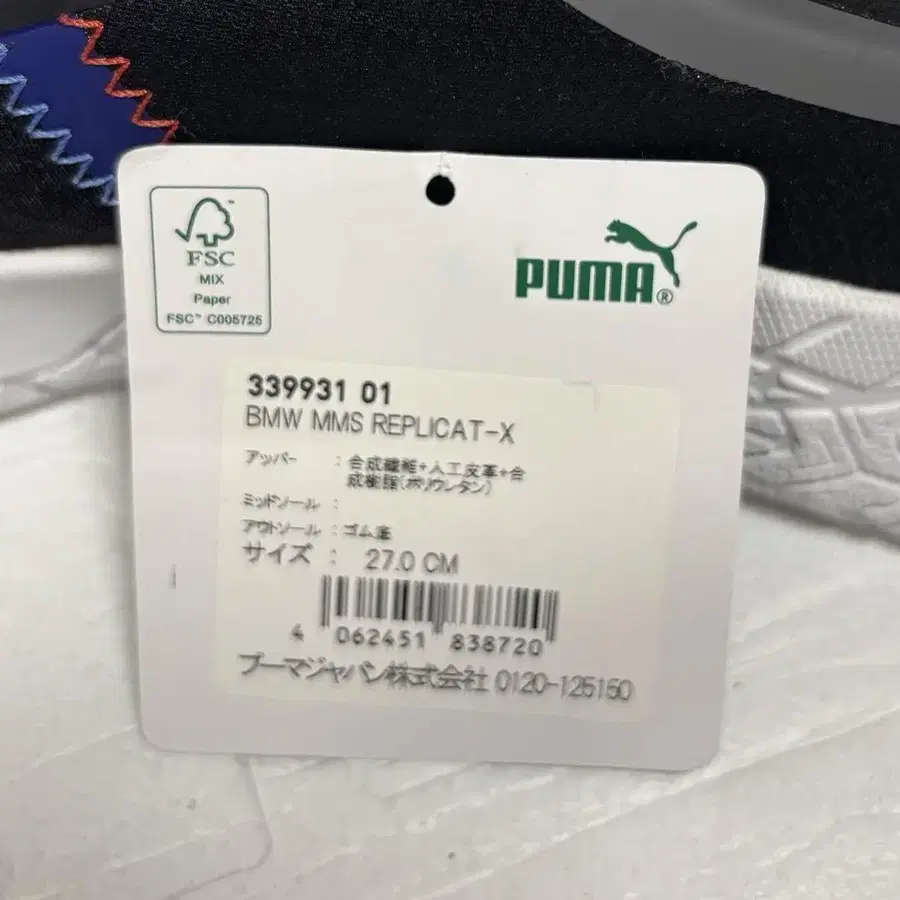 FSC
MIX
Paper
FSC™ C005725
PUMA®
339931 01
BMW MMS REPLICAT-X
アッパー : 合成繊維+人工皮革+合
成樹脂(ポリウレタン)
ミッドソール :
アウトソール : ゴム底
サイズ : 27.0 CM
4 062451 838720
プーマジャパン株式会社 0120-125150